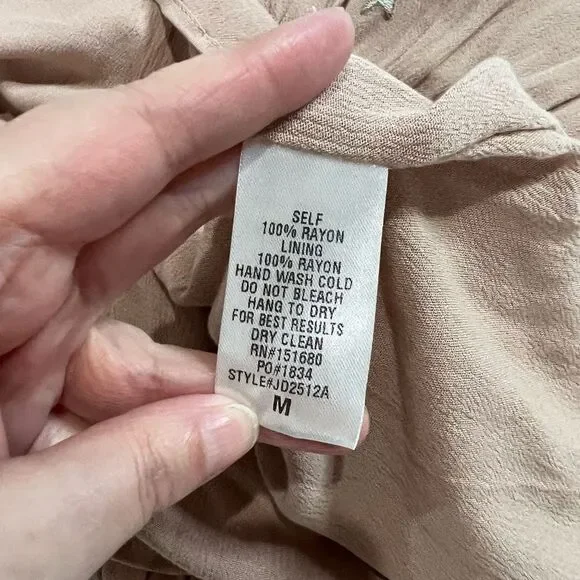 SELF
100% RAYON
LINING
100% RAYON
HAND WASH COLD
DO NOT BLEACH
HANG TO DRY
FOR BEST RESULTS
DRY CLEAN
RN#151680
PO#1834
STYLE#JD2512A
M